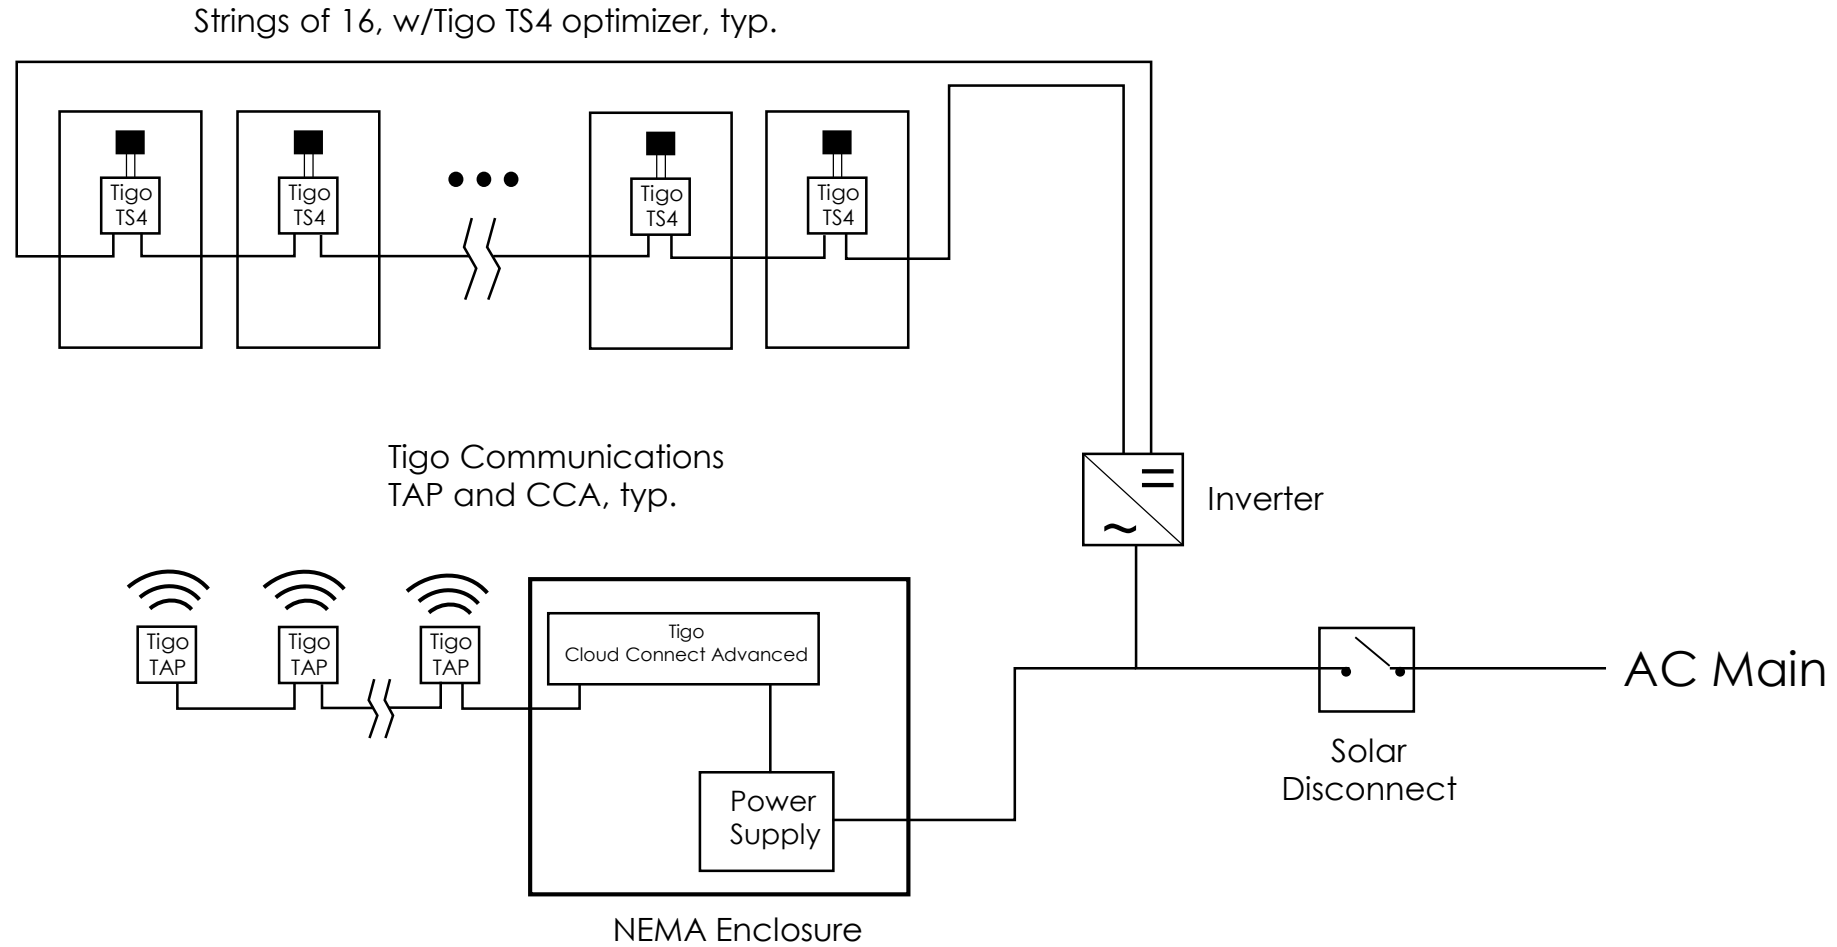 Strings of 16, w/Tigo TS4 optimizer, typ.
Tigo
TS4
Tigo
TS4
Tigo
TS4
Tigo
TS4
Tigo Communications
TAP and CCA, typ.
Inverter
Tigo
TAP
Tigo
TAP
Tigo
TAP
Tigo
Cloud Connect Advanced
Power
Supply
AC Main
Solar
Disconnect
NEMA Enclosure